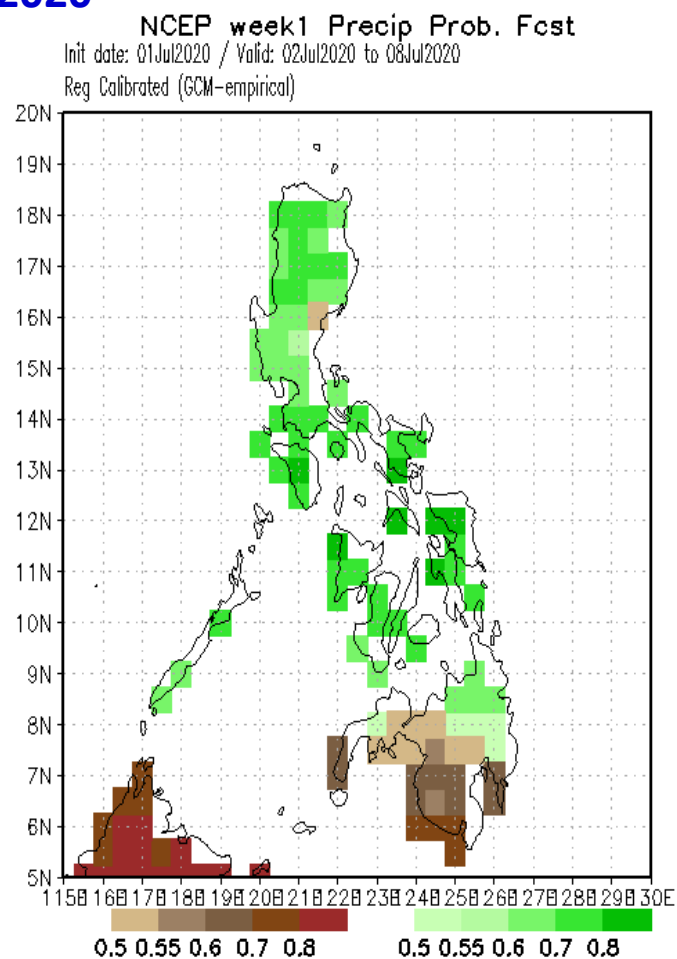 NCEP week1 Precip Prob. Fcst
Init date: 01Jul2020 / Valid: 02Jul2020 to 08Jul2020
Reg Calibrated (GCM-empirical)
20N
19N
18N
17N
16N
15N
14N
13N
12N
11N
10N
9N
8N
7N
6N
5N
115E 116E 117E 118E 119E 120E 121E 122E 123E 124E 125E 126E 127E 128E 129E 130E
0.5 0.55 0.6 0.7 0.8 0.5 0.55 0.6 0.7 0.8